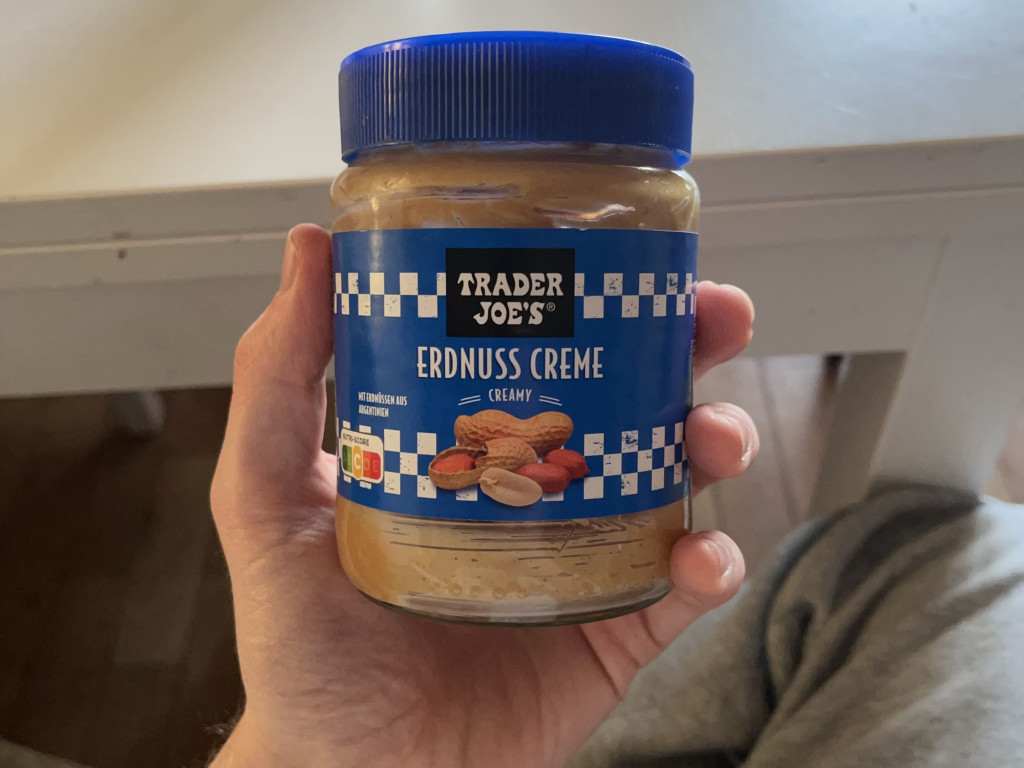 TRADER
JOE'S®
ERDNUSS CREME
CREAMY
MIT ERDNÜSSEN AUS
ARGENTINIEN
NUTRI-SCORE
C D E